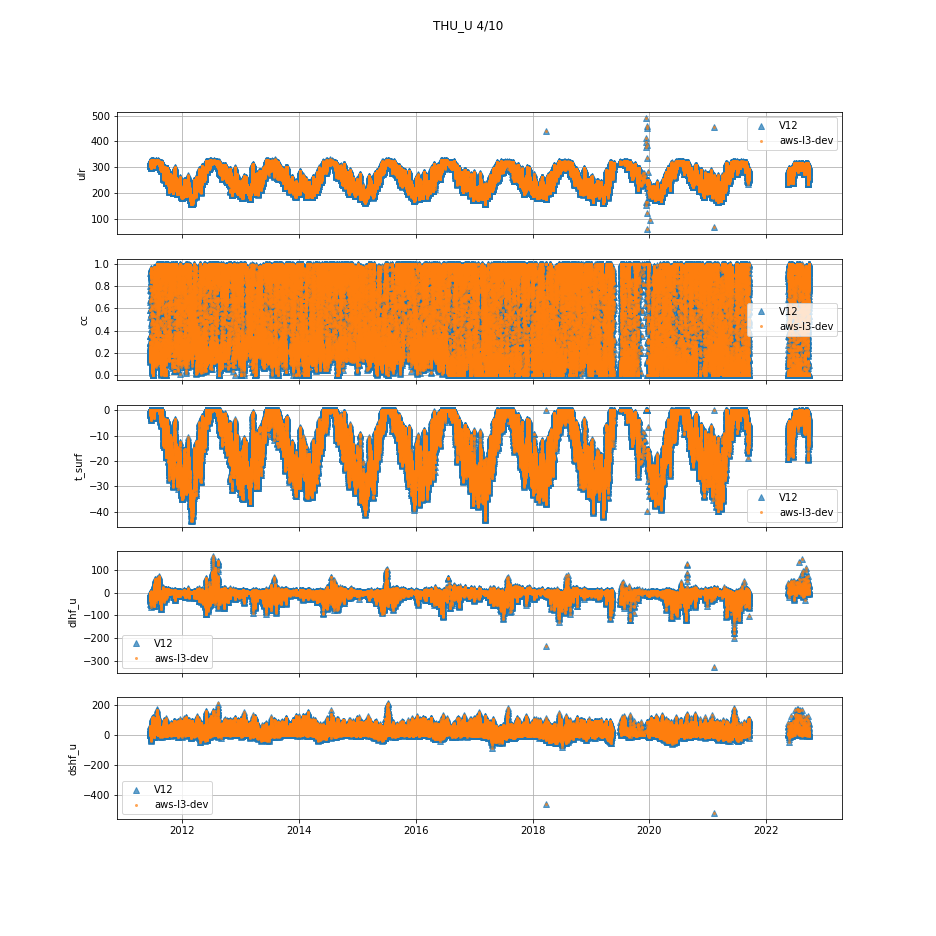 THU_U 4/10
500
400
300
200
100
ulr
V12
aws-l3-dev
1.0
0.8
0.6
0.4
0.2
0.0
cc
V12
aws-l3-dev
0
−10
−20
−30
−40
t_surf
V12
aws-l3-dev
100
0
−100
−200
−300
dlhf_u
V12
aws-l3-dev
200
0
−200
−400
dshf_u
V12
aws-l3-dev
2012
2014
2016
2018
2020
2022